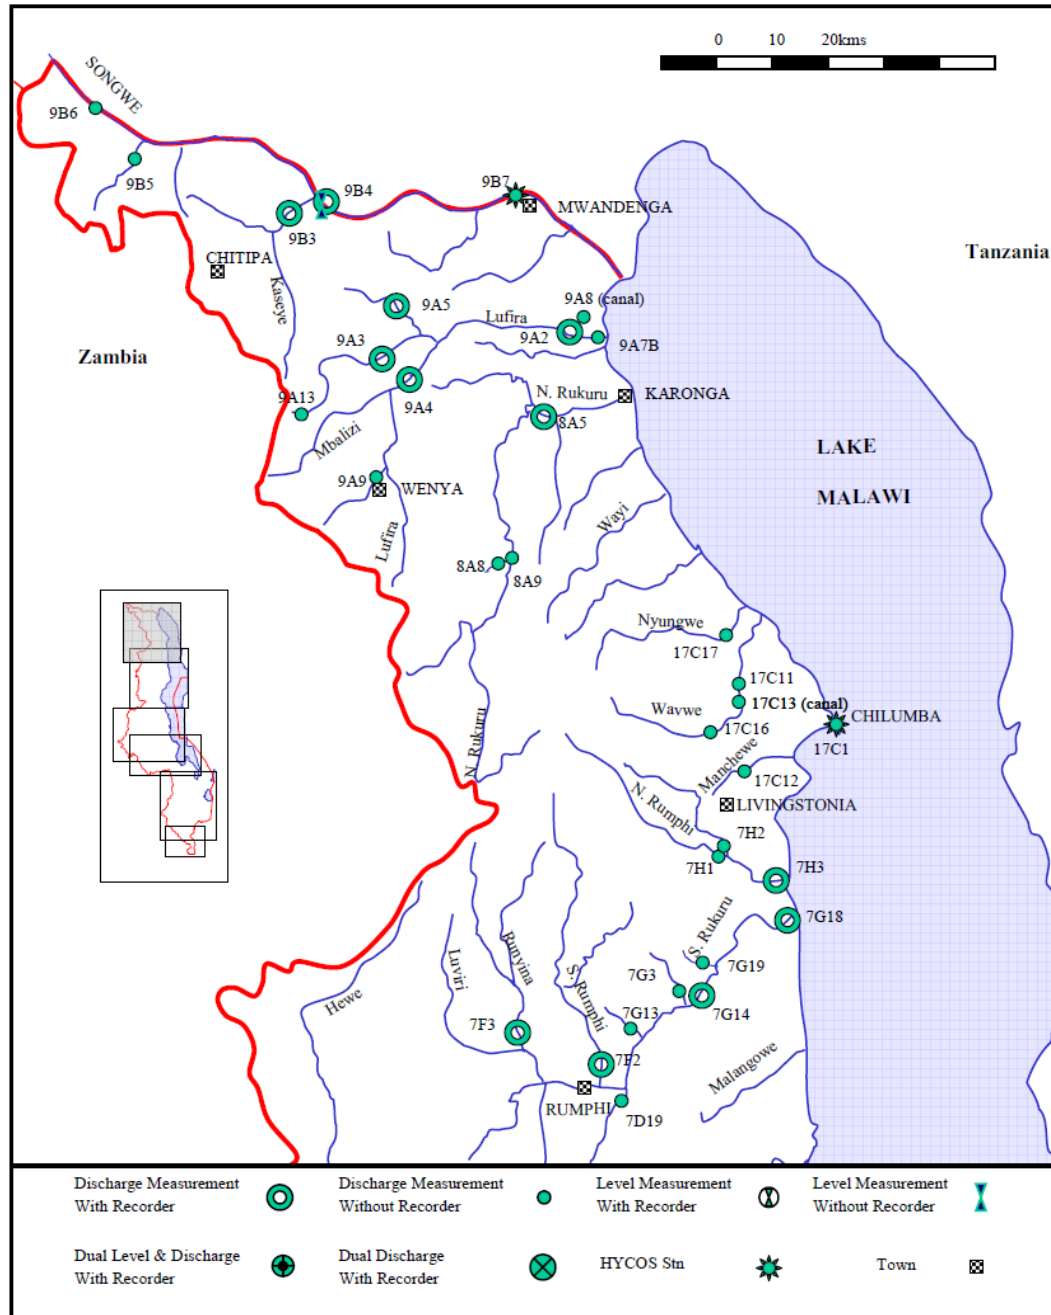 0 10 20kms
SONGWE
9B6
9B5
9B4
9B7
MWANDENGA
9B3
CHITIPA
Tanzania
Kaseye
9A5
9A8 (canal)
Lufira
9A3
9A2
9A7B
Zambia
N. Rukuru
KARONGA
9A13
9A4
8A5
Mbalizi
LAKE
MALAWI
9A9
WENYA
Wayi
Lufira
8A8
8A9
Nyungwe
17C17
17C11
17C13 (canal)
Wavwe
CHILUMBA
17C16
17C1
N. Rukuru
Manchewe
17C12
N. Rumphi
LIVINGSTONIA
7H2
7H1
7H3
S. Rukuru
7G18
Luviri
Runyina
S. Rumphi
7G19
7G3
Hewe
7G14
7G13
7F3
7F2
Malangowe
RUMPHI
7D19
Discharge Measurement
With Recorder
Discharge Measurement
Without Recorder
Level Measurement
With Recorder
Level Measurement
Without Recorder
Dual Level & Discharge
With Recorder
Dual Discharge
With Recorder
HYCOS Stn
Town